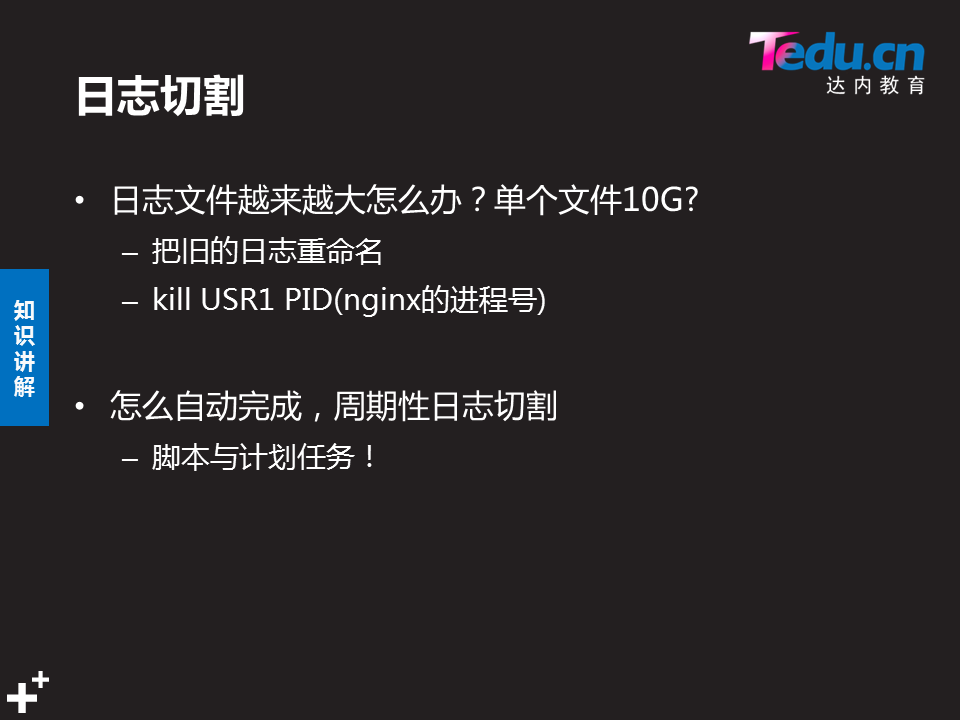 Tedu.cn
达内教育
日志切割
• 日志文件越来越大怎么办？单个文件10G?
– 把旧的日志重命名
– kill USR1 PID(nginx的进程号)
知识讲解
• 怎么自动完成，周期性日志切割
– 脚本与计划任务！